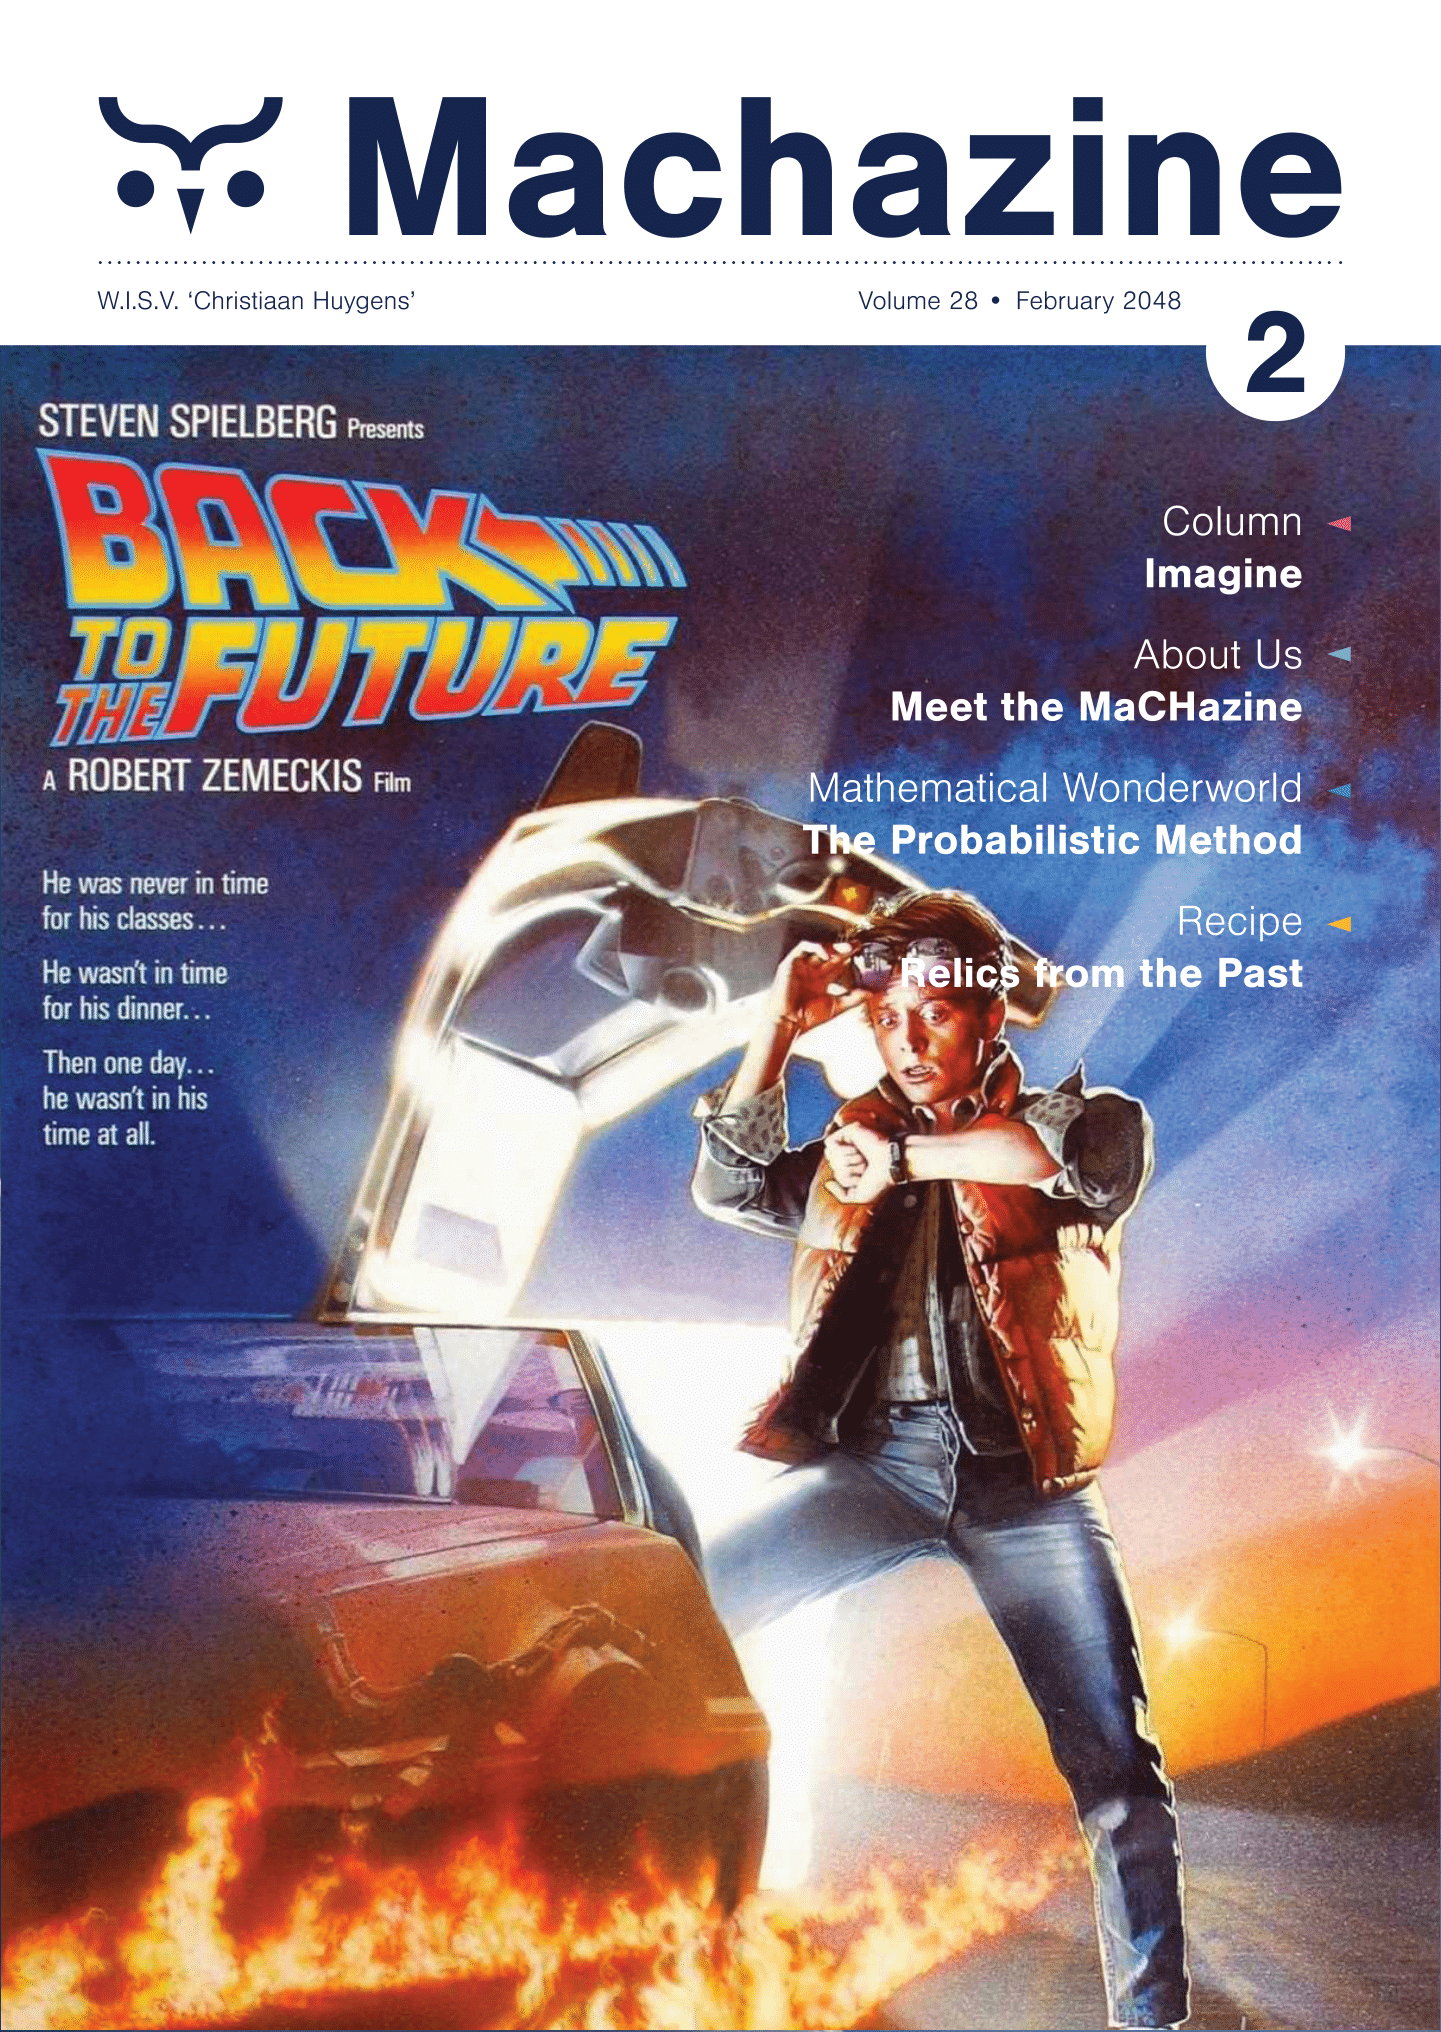 Machazine
W.I.S.V. ‘Christiaan Huygens’
Volume 28 • February 2048
2
STEVEN SPIELBERG Presents
BACK
TO
THE FUTURE
A ROBERT ZEMECKIS Film
He was never in time
for his classes...
He wasn't in time
for his dinner...
Then one day...
he wasn't in his
time at all.
Column
Imagine
About Us
Meet the MaCHazine
Mathematical Wonderworld
The Probabilistic Method
Recipe
Relics from the Past